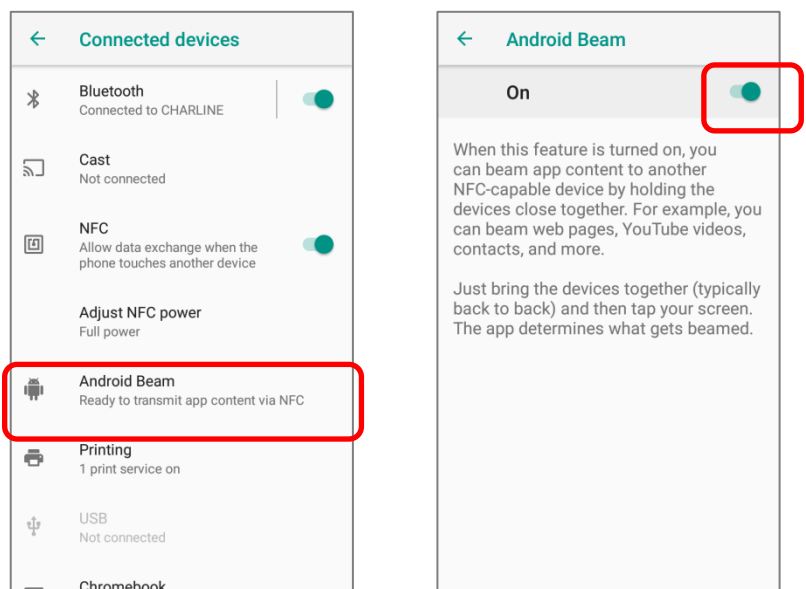 Connected devices
Bluetooth
Connected to CHARLINE
Cast
Not connected
NFC
Allow data exchange when the
phone touches another device
Adjust NFC power
Full power
Android Beam
Ready to transmit app content via NFC
Printing
1 print service on
USB
Not connected
Chromebook
Android Beam
On
When this feature is turned on, you
can beam app content to another
NFC-capable device by holding the
devices close together. For example, you
can beam web pages, YouTube videos,
contacts, and more.
Just bring the devices together (typically
back to back) and then tap your screen.
The app determines what gets beamed.